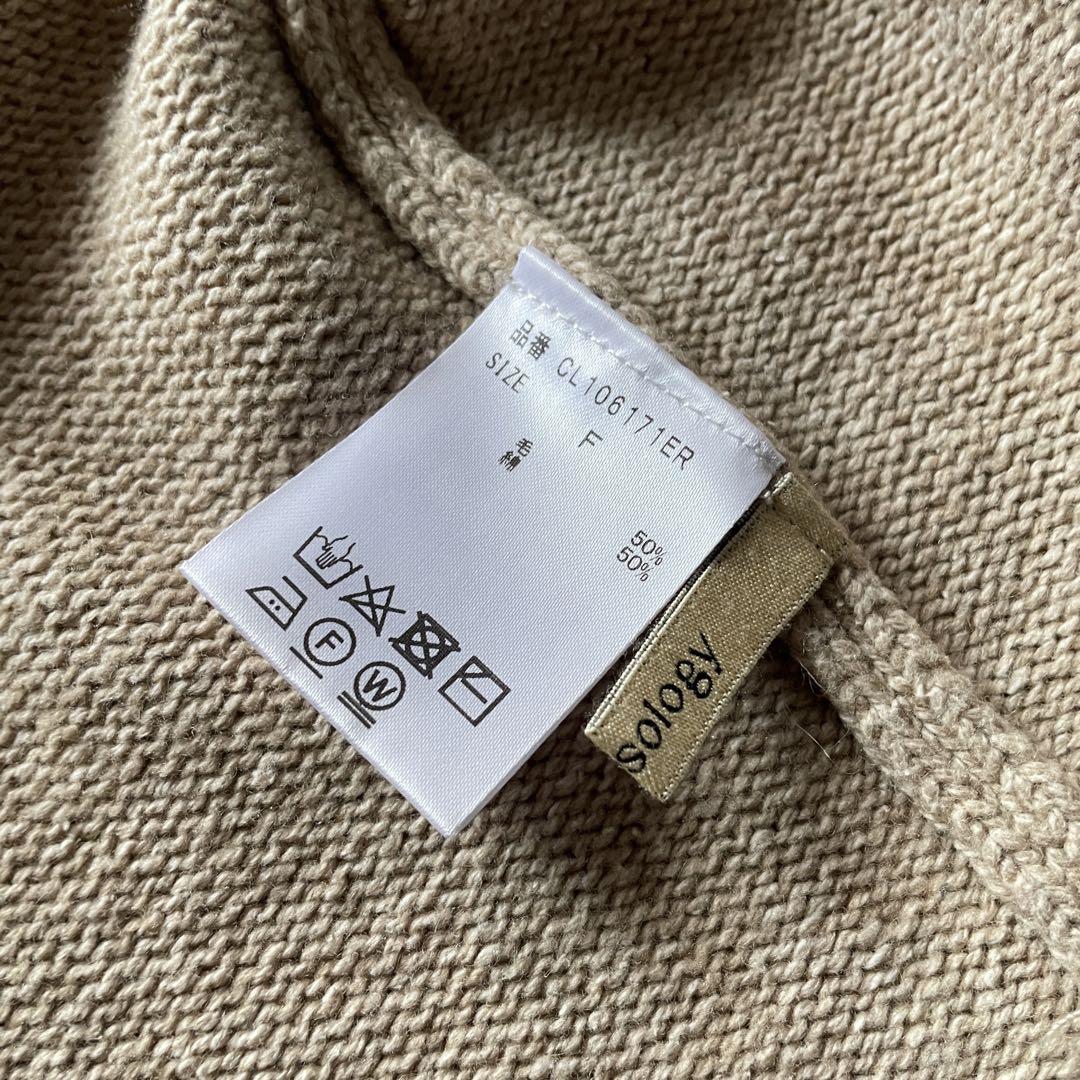 品番 CL106171ER
SIZE F
毛 50%
綿 50%
F
W
sology